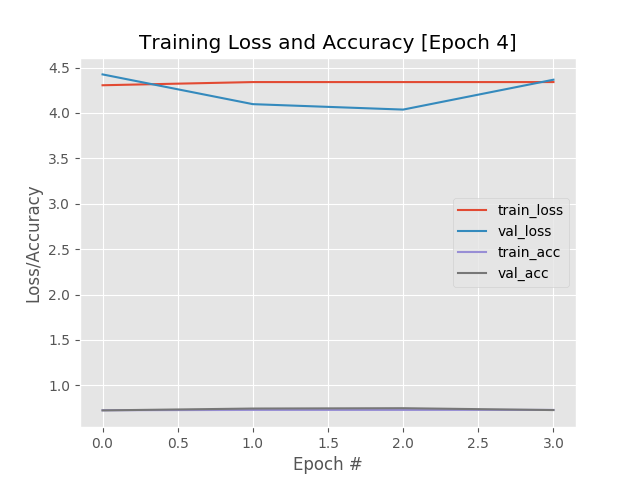 Training Loss and Accuracy [Epoch 4]
4.5
4.0
3.5
3.0
2.5
2.0
1.5
1.0
Loss/Accuracy
train_loss
val_loss
train_acc
val_acc
0.0 0.5 1.0 1.5 2.0 2.5 3.0
Epoch #